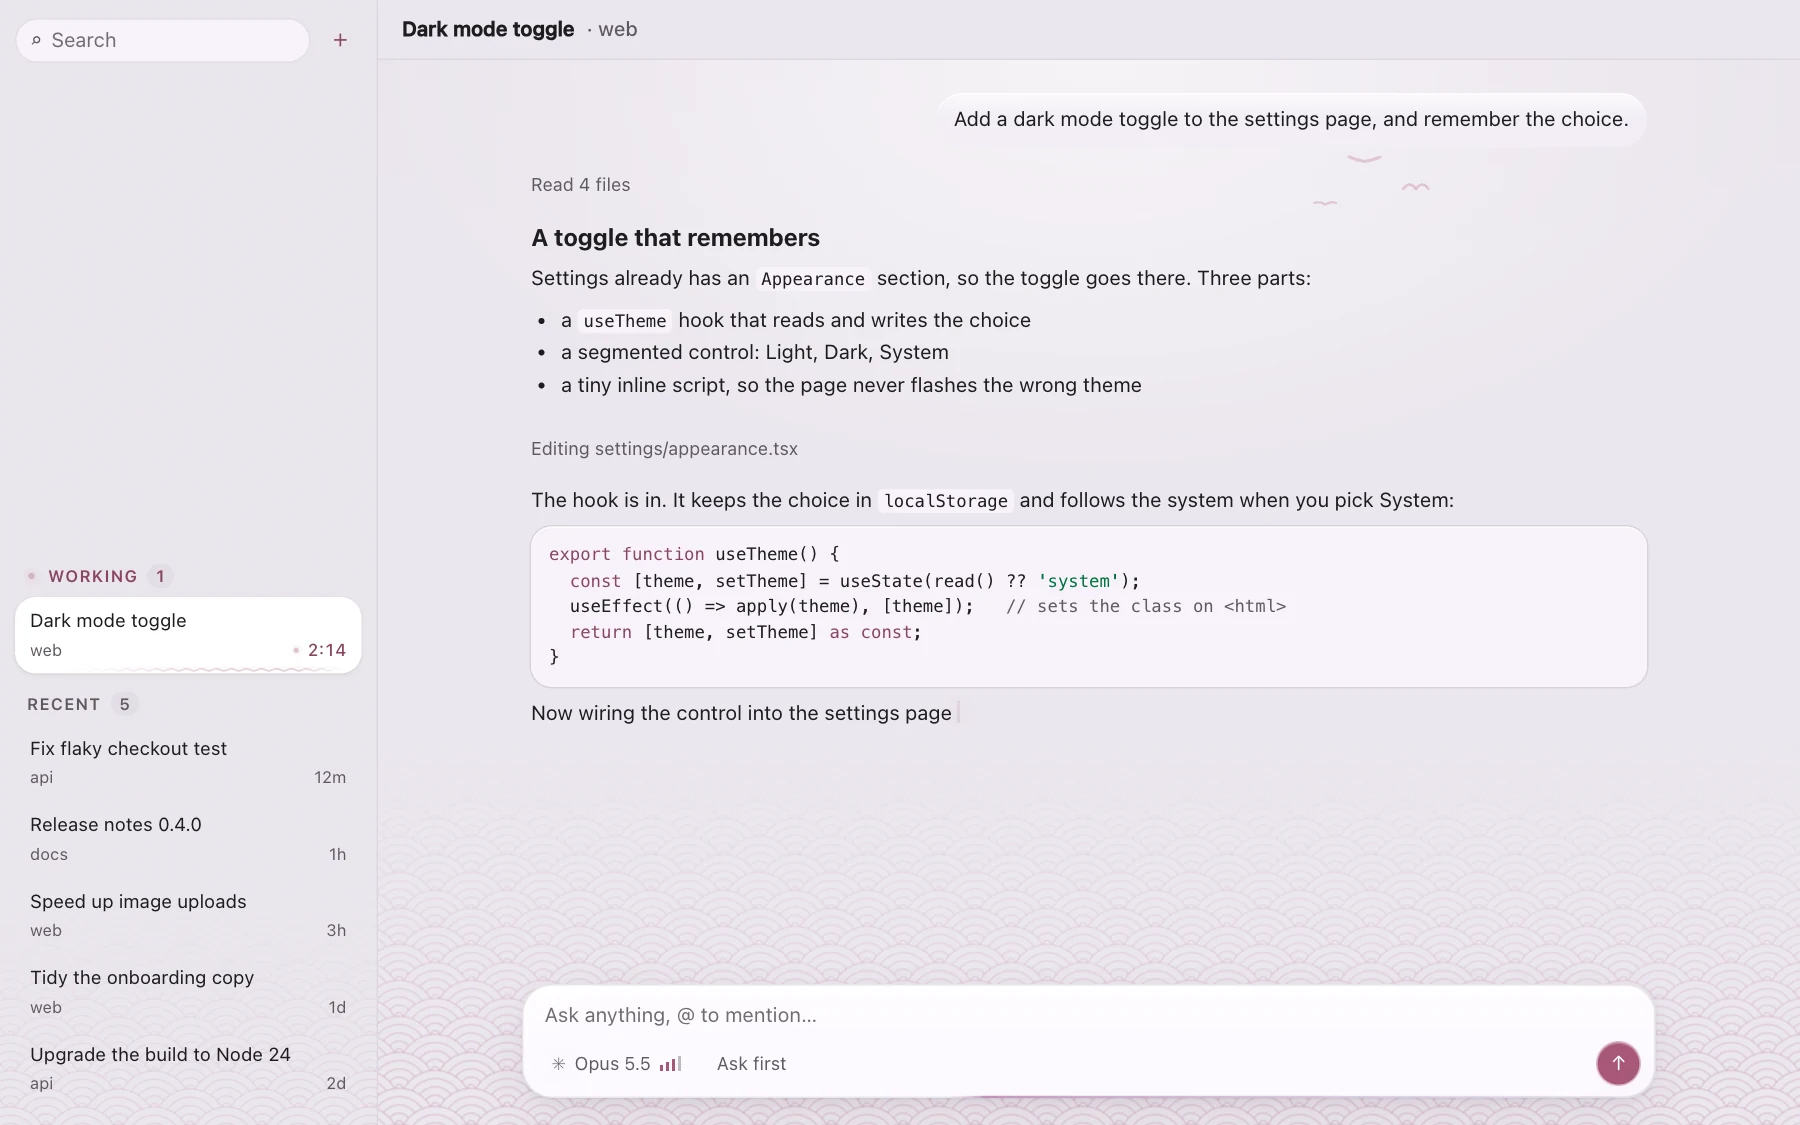 Search
+
WORKING 1
Dark mode toggle
web
2:14
RECENT 5
Fix flaky checkout test
api
12m
Release notes 0.4.0
docs
1h
Speed up image uploads
web
3h
Tidy the onboarding copy
web
1d
Upgrade the build to Node 24
api
2d
Dark mode toggle · web
Add a dark mode toggle to the settings page, and remember the choice.
Read 4 files
A toggle that remembers
Settings already has an Appearance section, so the toggle goes there. Three parts:
• a useTheme hook that reads and writes the choice
• a segmented control: Light, Dark, System
• a tiny inline script, so the page never flashes the wrong theme
Editing settings/appearance.tsx
The hook is in. It keeps the choice in localStorage and follows the system when you pick System:
export function useTheme() {
  const [theme, setTheme] = useState(read() ?? 'system');
  useEffect(() => apply(theme), [theme]);   // sets the class on <html>
  return [theme, setTheme] as const;
}
Now wiring the control into the settings page
Ask anything, @ to mention...
Opus 5.5
Ask first